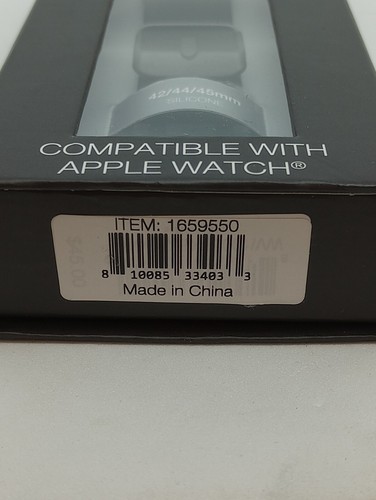 42/44/45mm
SILICONE
COMPATIBLE WITH
APPLE WATCH®
ITEM: 1659550
8 10085 33403 3
Made in China